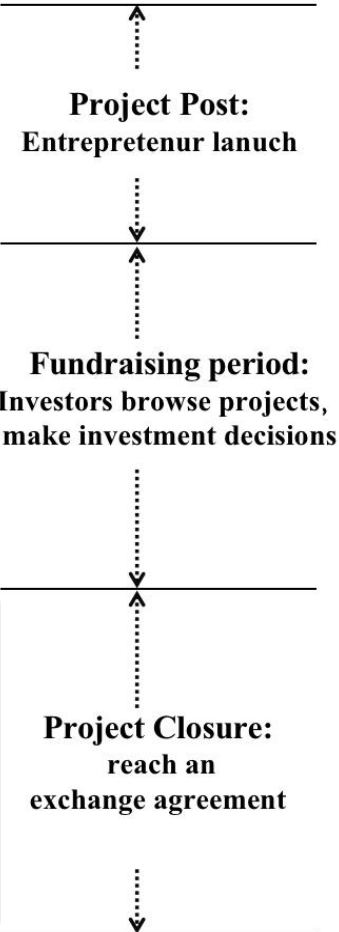 Project Post:
Entrepretenur lanuch
Fundraising period:
Investors browse projects,
make investment decisions
Project Closure:
reach an
exchange agreement